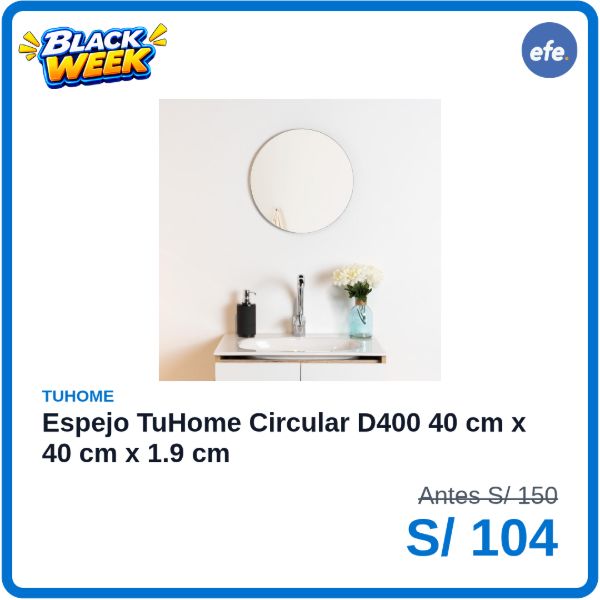 BLACK
WEEK
efe.
TUHOME
Espejo TuHome Circular D400 40 cm x
40 cm x 1.9 cm
Antes S/ 150
S/ 104